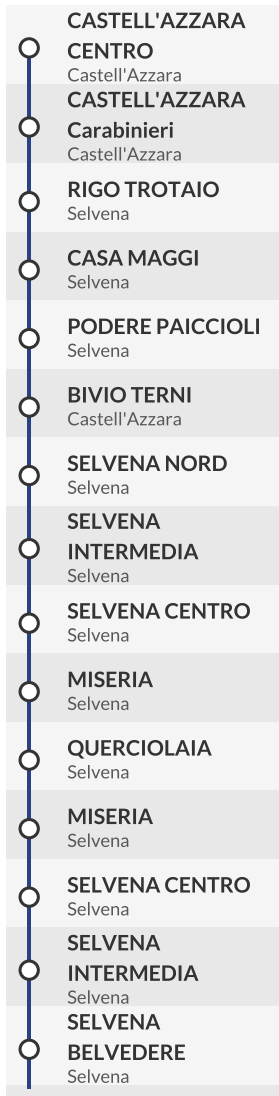 CASTELL'AZZARA
CENTRO
Castell'Azzara
CASTELL'AZZARA
Carabinieri
Castell'Azzara
RIGO TROTAIO
Selvena
CASA MAGGI
Selvena
PODERE PAICCIOLI
Selvena
BIVIO TERNI
Castell'Azzara
SELVENA NORD
Selvena
SELVENA
INTERMEDIA
Selvena
SELVENA CENTRO
Selvena
MISERIA
Selvena
QUERCIOLAIA
Selvena
MISERIA
Selvena
SELVENA CENTRO
Selvena
SELVENA
INTERMEDIA
Selvena
SELVENA
BELVEDERE
Selvena